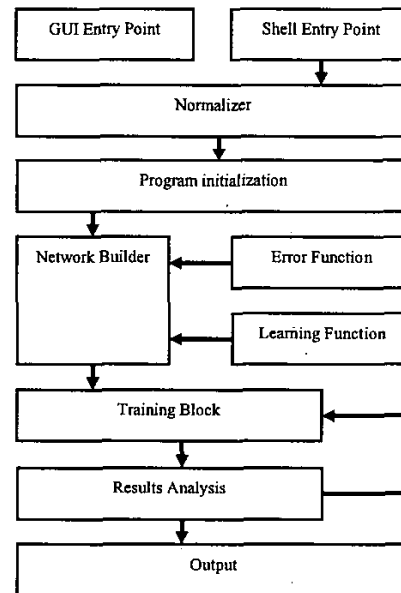 GUI Entry Point
Shell Entry Point
Normalizer
Program initialization
Network Builder
Error Function
Learning Function
Training Block
Results Analysis
Output